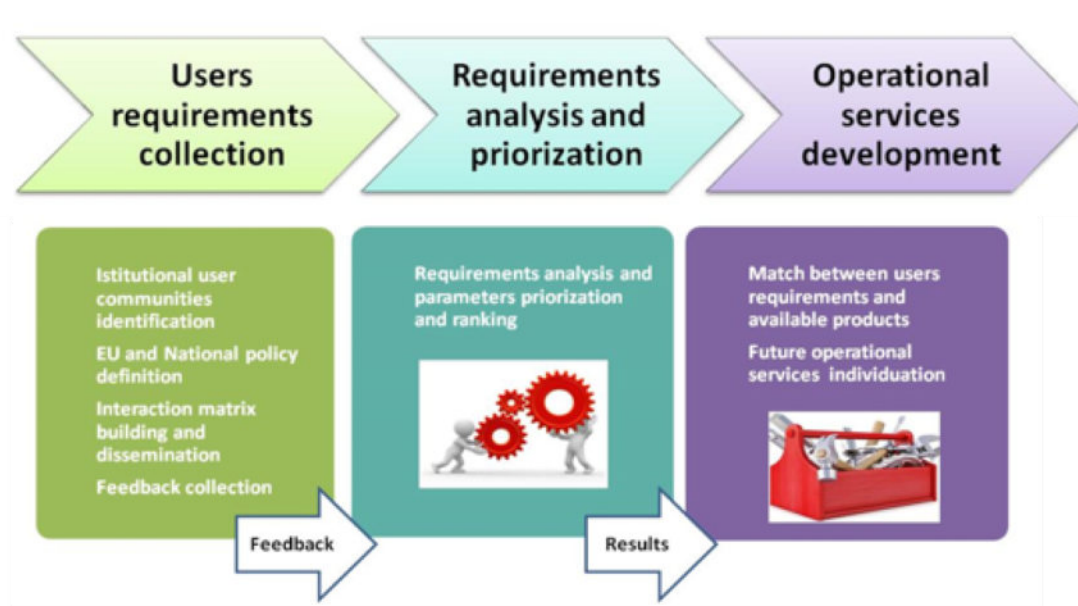 Users
requirements
collection
Requirements
analysis and
priorization
Operational
services
development
Istitutional user
communities
identification
EU and National policy
definition
Interaction matrix
building and
dissemination
Feedback collection
Feedback
Requirements analysis and
parameters priorization
and ranking
Results
Match between users
requirements and
available products
Future operational
services individuation